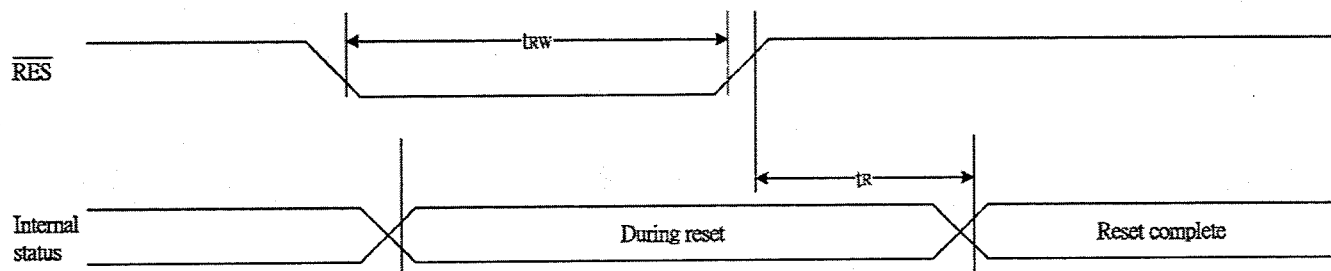 tRW
RES
tR
Internal
status
During reset
Reset complete